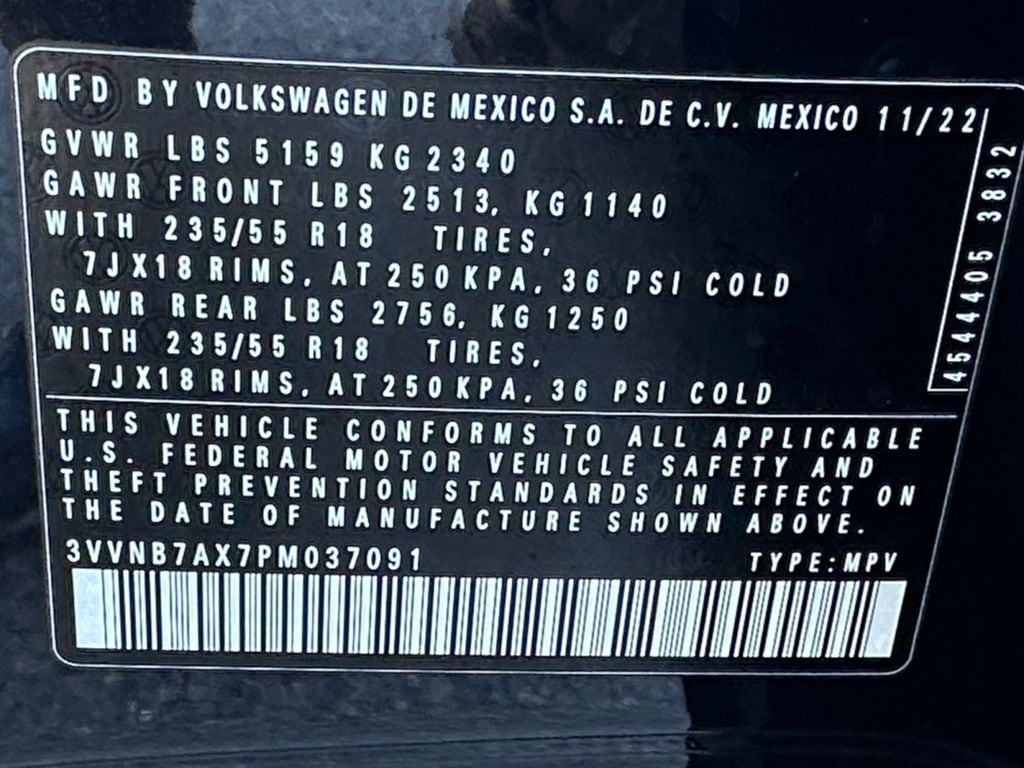 MFD BY VOLKSWAGEN DE MEXICO S.A. DE C.V. MEXICO 11/22
GVWR LBS 5159 KG 2340
GAWR FRONT LBS 2513, KG 1140
WITH 235/55 R18 TIRES,
7JX18 RIMS, AT 250 KPA, 36 PSI COLD
GAWR REAR LBS 2756, KG 1250
WITH 235/55 R18 TIRES,
7JX18 RIMS, AT 250 KPA, 36 PSI COLD
4544405 3832
THIS VEHICLE CONFORMS TO ALL APPLICABLE
U.S. FEDERAL MOTOR VEHICLE SAFETY AND
THEFT PREVENTION STANDARDS IN EFFECT ON
THE DATE OF MANUFACTURE SHOWN ABOVE.
3VVNB7AX7PM037091 TYPE:MPV